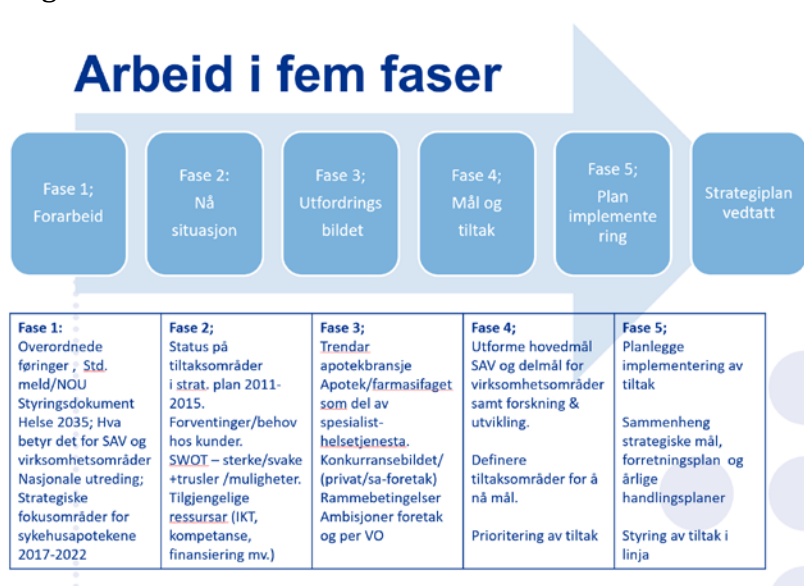 Arbeid i fem faser
Fase 1;
Forarbeid
Fase 2:
Nå
situasjon
Fase 3;
Utfordrings
bildet
Fase 4;
Mål og
tiltak
Fase 5;
Plan
implemente
ring
Strategiplan
vedtatt
Fase 1:
Overordnede
føringer , Std.
meld/NOU
Styringsdokument
Helse 2035; Hva
betyr det for SAV og
virksomhetsområder
Nasjonale utreding;
Strategiske
fokusområder for
sykehusapotekene
2017-2022
Fase 2;
Status på
tiltaksområder
i strat. plan 2011-
2015.
Forventinger/behov
hos kunder.
SWOT – sterke/svake
+trusler /muligheter.
Tilgjengelige
ressursar (IKT,
kompetanse,
finansiering mv.)
Fase 3;
Trendar
apotekbransje
Apotek/farmasifaget
som del av
spesialist-
helsetjenesta.
Konkurransebildet/
(privat/sa-foretak)
Rammebetingelser
Ambisjoner foretak
og per VO
Fase 4;
Utforme hovedmål
SAV og delmål for
virksomhetsområder
samt forskning &
utvikling.
Definere
tiltaksområder for å
nå mål.
Prioritering av tiltak
Fase 5;
Planlegge
implementering av
tiltak
Sammenheng
strategiske mål,
forretningsplan og
årlige
handlingsplaner
Styring av tiltak i
linja